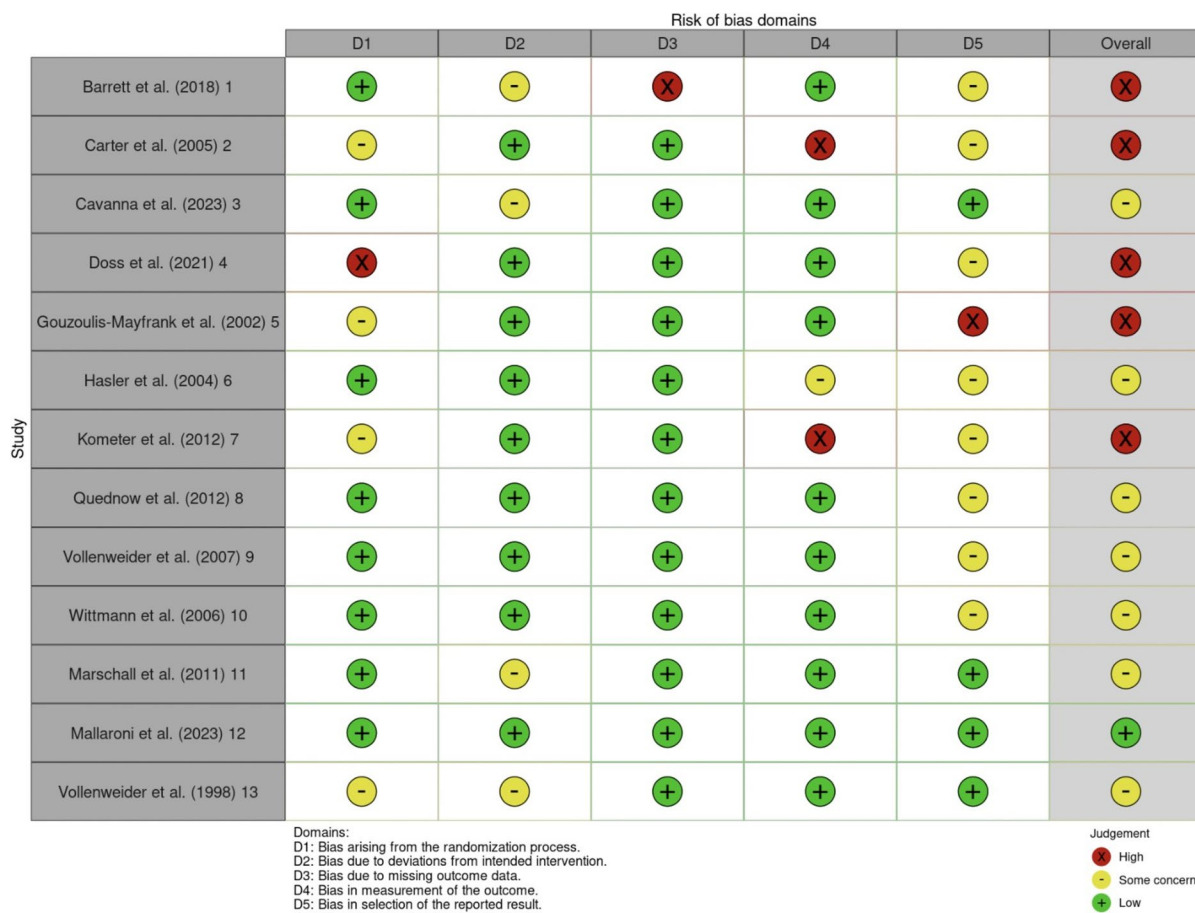 Risk of bias domains
D1 D2 D3 D4 D5 Overall
Study
Barrett et al. (2018) 1 + - X + - X
Carter et al. (2005) 2 - + + X - X
Cavanna et al. (2023) 3 + - + + + -
Doss et al. (2021) 4 X + + + - X
Gouzoulis-Mayfrank et al. (2002) 5 - + + + X X
Hasler et al. (2004) 6 + + + - - -
Kometer et al. (2012) 7 - + + X - X
Quednow et al. (2012) 8 + + + + - -
Vollenweider et al. (2007) 9 + + + + - -
Wittmann et al. (2006) 10 + + + + - -
Marschall et al. (2011) 11 + - + + + -
Mallaroni et al. (2023) 12 + + + + + +
Vollenweider et al. (1998) 13 - - + + + -
Domains:
D1: Bias arising from the randomization process.
D2: Bias due to deviations from intended intervention.
D3: Bias due to missing outcome data.
D4: Bias in measurement of the outcome.
D5: Bias in selection of the reported result.
Judgement
X High
- Some concern
+ Low